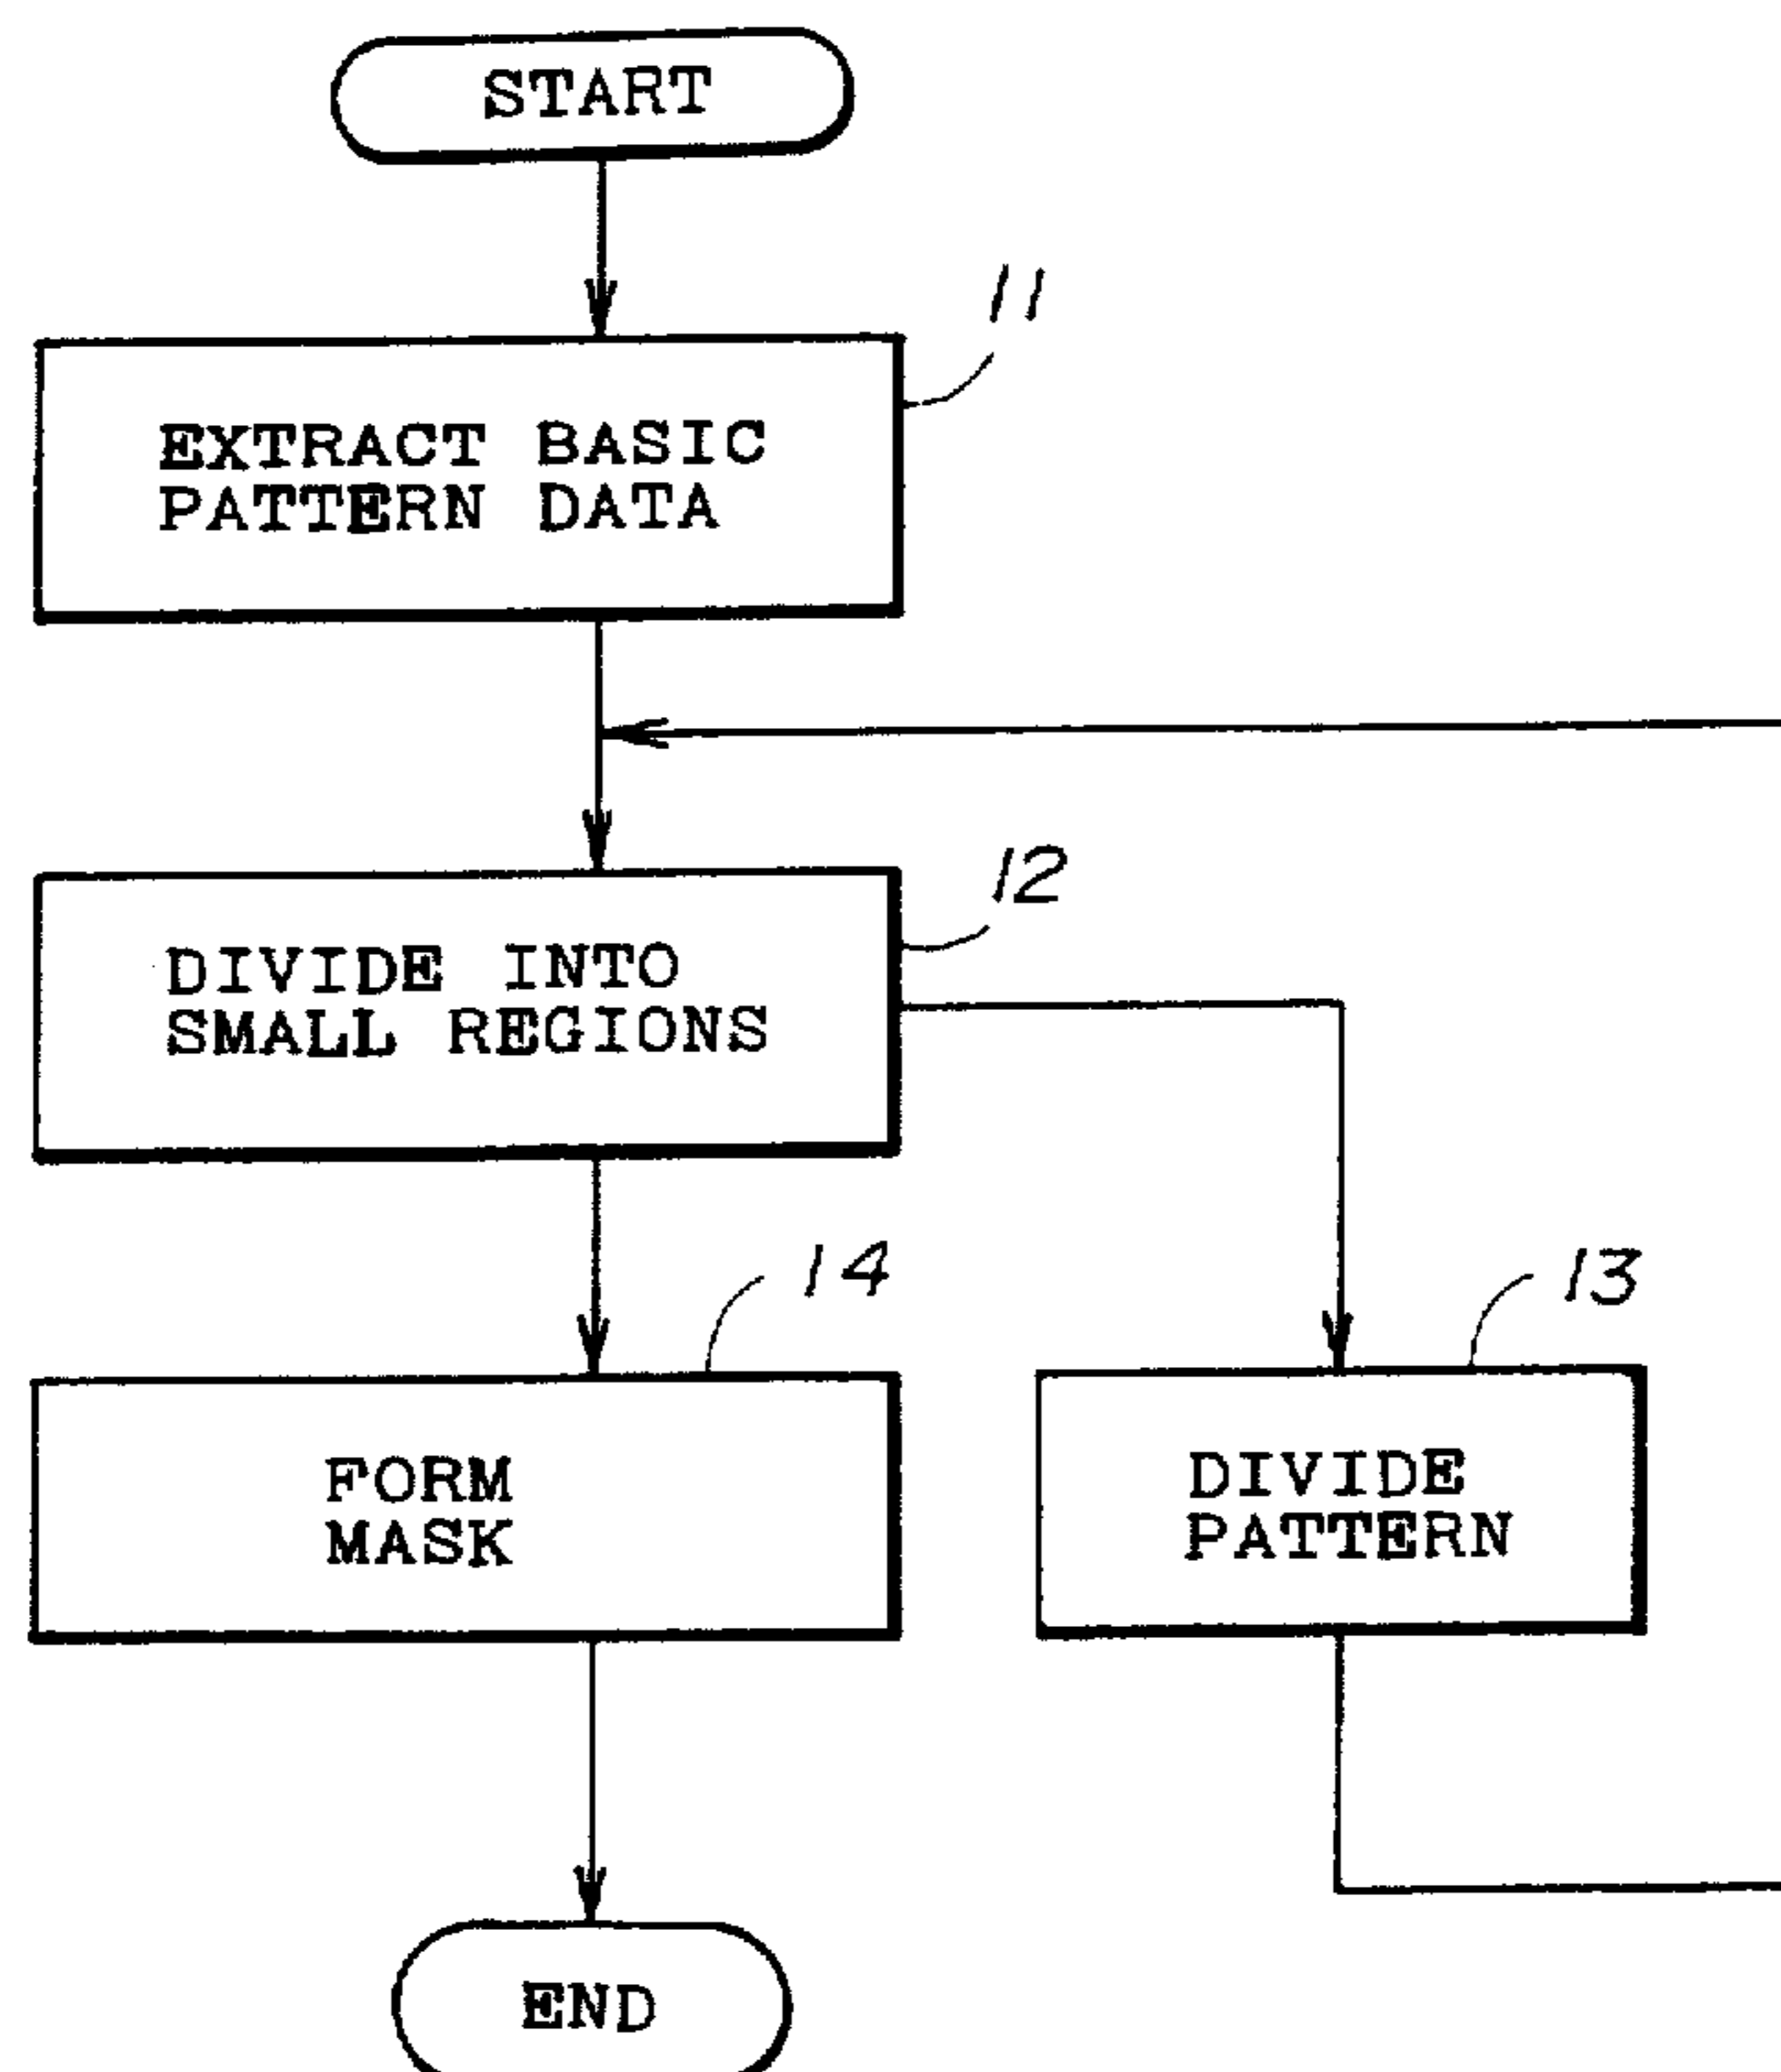 START
11
EXTRACT BASIC
PATTERN DATA
12
DIVIDE INTO
SMALL REGIONS
14
13
FORM
MASK
DIVIDE
PATTERN
END